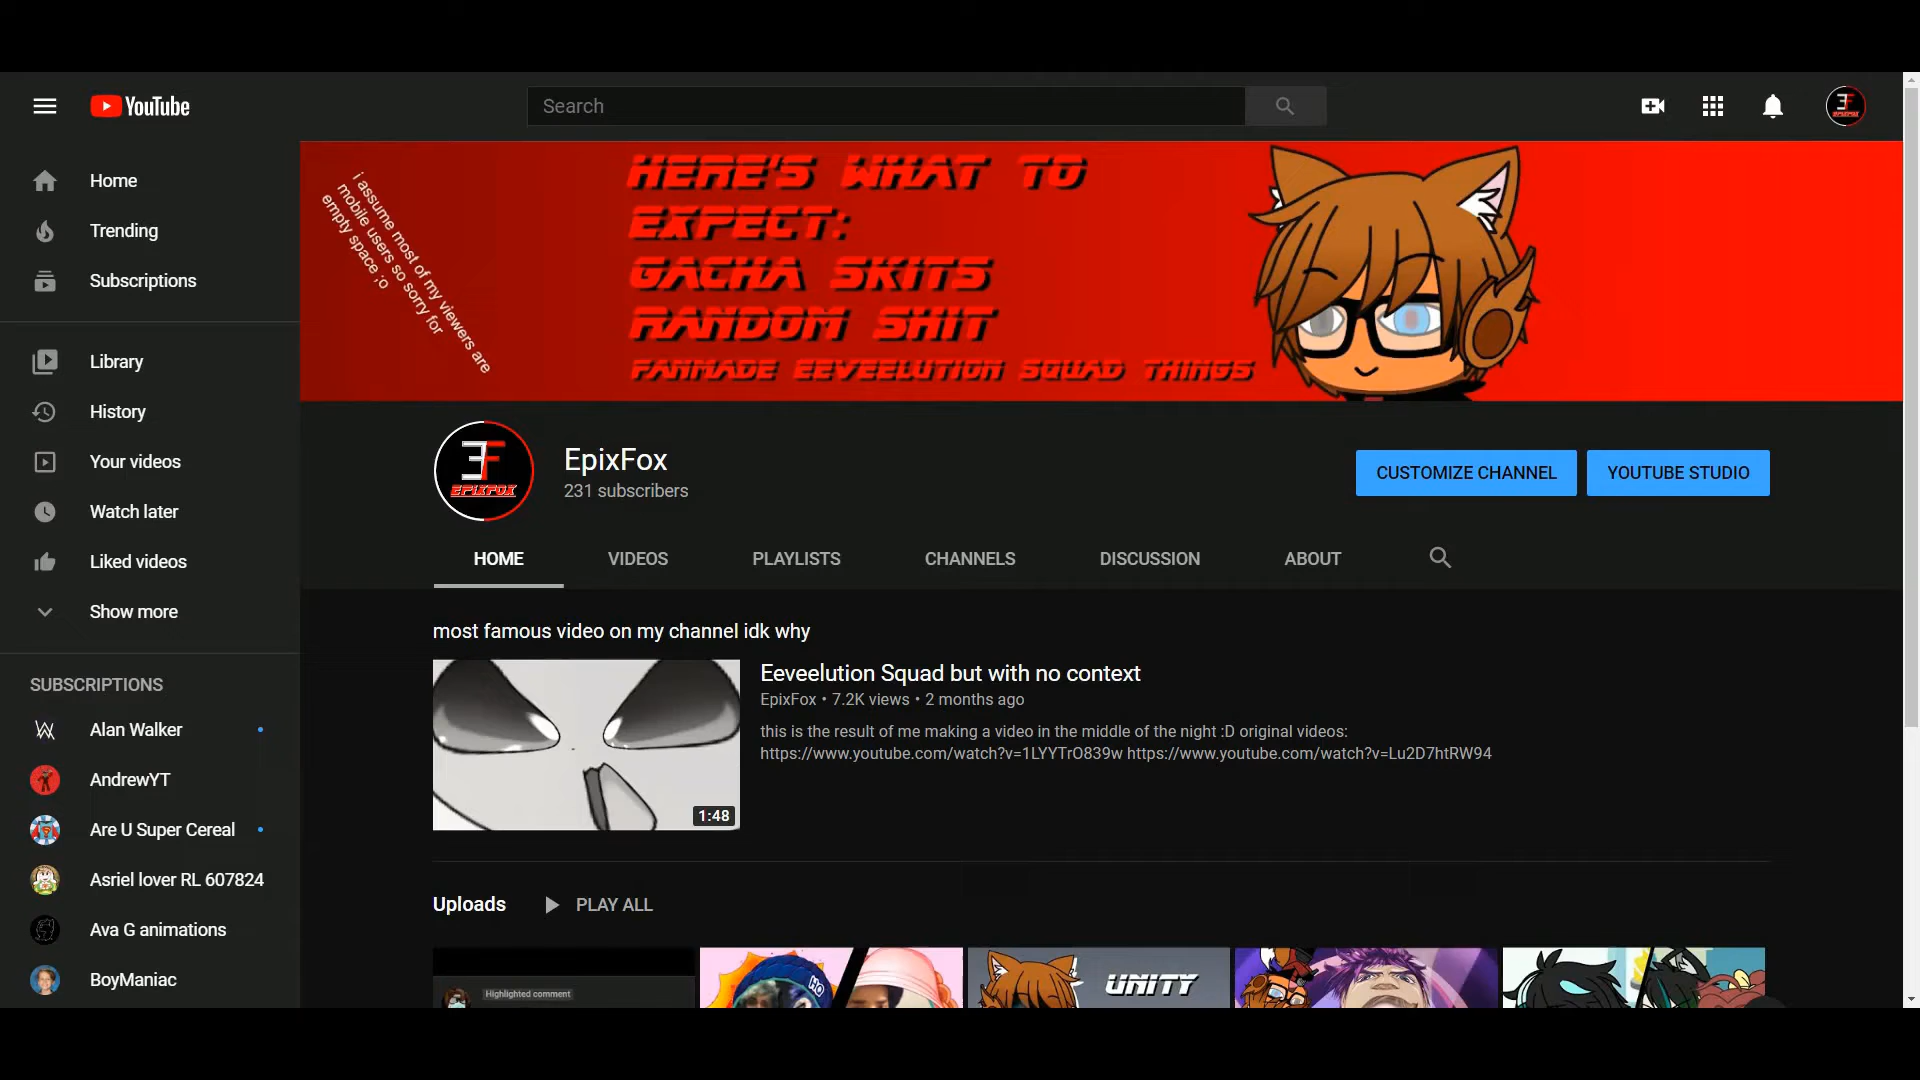 YouTube
Search
Home
Trending
Subscriptions
Library
History
Your videos
Watch later
Liked videos
Show more
SUBSCRIPTIONS
Alan Walker
AndrewYT
Are U Super Cereal
Asriel lover RL 607824
Ava G animations
BoyManiac
i assume most of my viewers are
mobile users so sorry for
empty space ;o
HERE'S WHAT TO
EXPECT:
GACHA SKITS
RANDOM SHIT
FANMADE EEVEELUTION SQUAD THINGS
EF
EPIXFOX
EpixFox
231 subscribers
CUSTOMIZE CHANNEL
YOUTUBE STUDIO
HOME
VIDEOS
PLAYLISTS
CHANNELS
DISCUSSION
ABOUT
most famous video on my channel idk why
1:48
Eeveelution Squad but with no context
EpixFox • 7.2K views • 2 months ago
this is the result of me making a video in the middle of the night :D original videos:
https://www.youtube.com/watch?v=1LYYTrO839w https://www.youtube.com/watch?v=Lu2D7htRW94
Uploads
PLAY ALL
Highlighted comment
HO
UNITY